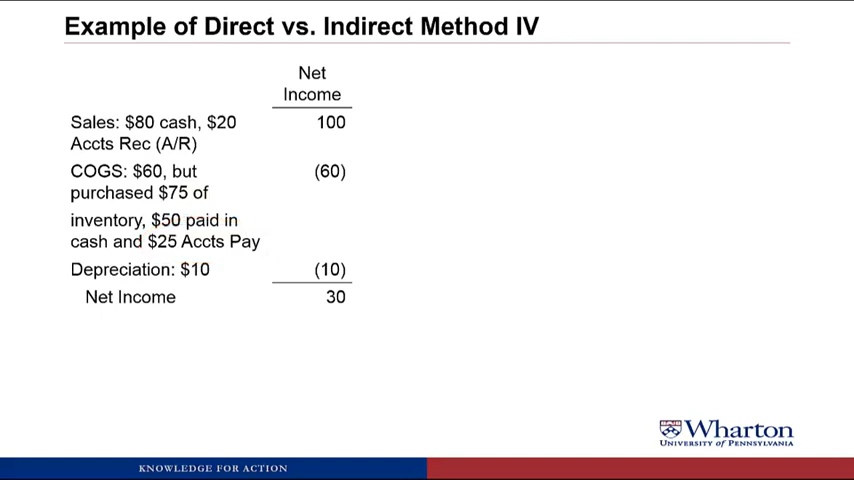 Example of Direct vs. Indirect Method IV
Net
Income
Sales: $80 cash, $20 100
Accts Rec (A/R)
COGS: $60, but (60)
purchased $75 of
inventory, $50 paid in
cash and $25 Accts Pay
Depreciation: $10 (10)
Net Income 30
Wharton
UNIVERSITY OF PENNSYLVANIA
KNOWLEDGE FOR ACTION